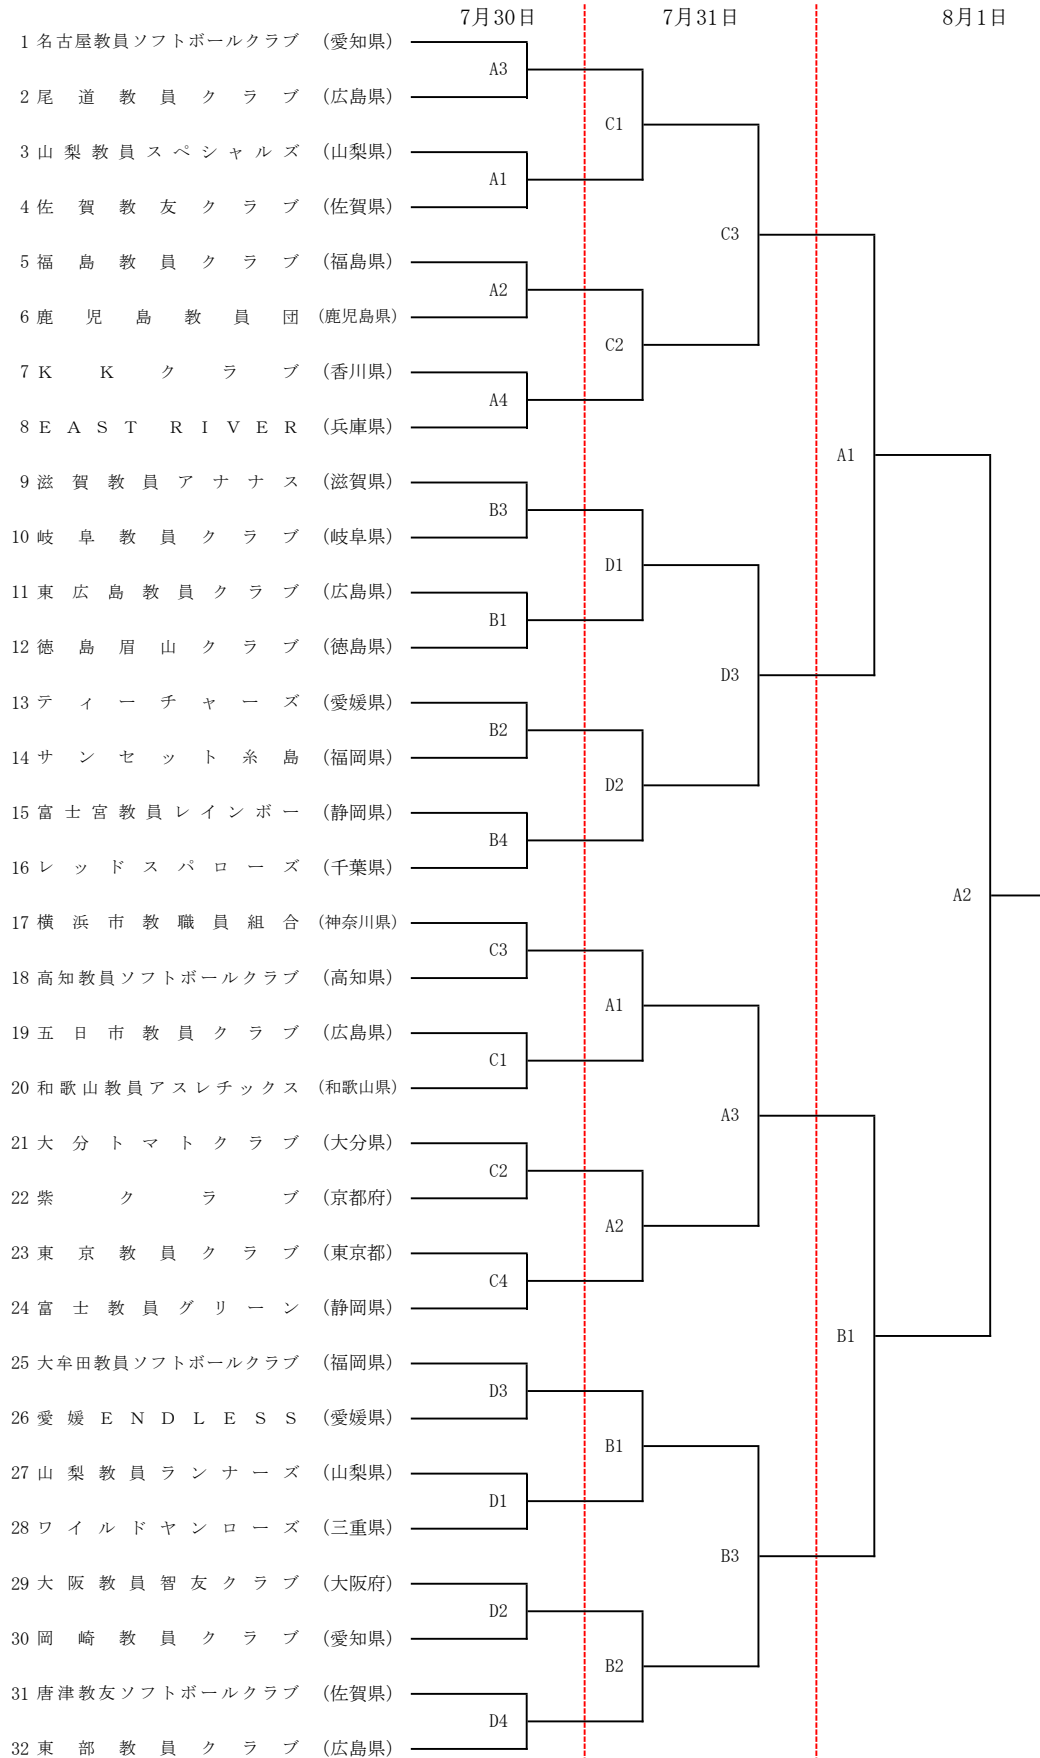 7月30日 7月31日 8月1日
1 名古屋教員ソフトボールクラブ (愛知県)
A3
2 尾道教員クラブ (広島県)
C1
3 山梨教員スペシャルズ (山梨県)
A1
4 佐賀教友クラブ (佐賀県)
C3
5 福島教員クラブ (福島県)
A2
6 鹿児島教員団 (鹿児島県)
C2
7 KKクラブ (香川県)
A4
8 EAST RIVER (兵庫県)
A1
9 滋賀教員アナナス (滋賀県)
B3
10 岐阜教員クラブ (岐阜県)
D1
11 東広島教員クラブ (広島県)
B1
12 徳島眉山クラブ (徳島県)
D3
13 ティーチャーズ (愛媛県)
B2
14 サンセット糸島 (福岡県)
D2
15 富士宮教員レインボー (静岡県)
B4
16 レッドスパローズ (千葉県)
A2
17 横浜市教職員組合 (神奈川県)
C3
18 高知教員ソフトボールクラブ (高知県)
A1
19 五日市教員クラブ (広島県)
C1
20 和歌山教員アスレチックス (和歌山県)
A3
21 大分トマトクラブ (大分県)
C2
22 紫クラブ (京都府)
A2
23 東京教員クラブ (東京都)
C4
24 富士教員グリーン (静岡県)
B1
25 大牟田教員ソフトボールクラブ (福岡県)
D3
26 愛媛ENDLESS (愛媛県)
B1
27 山梨教員ランナーズ (山梨県)
D1
28 ワイルドヤンローズ (三重県)
B3
29 大阪教員智友クラブ (大阪府)
D2
30 岡崎教員クラブ (愛知県)
B2
31 唐津教友ソフトボールクラブ (佐賀県)
D4
32 東部教員クラブ (広島県)